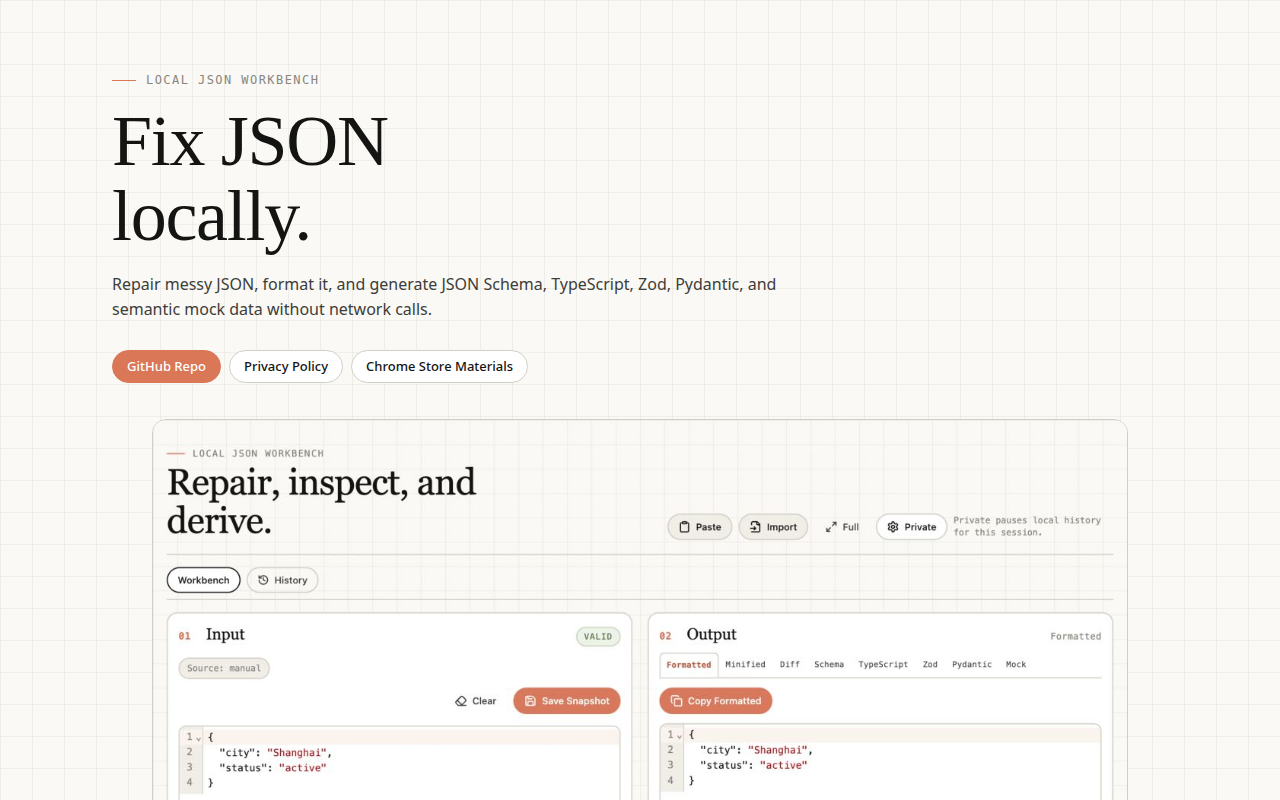 LOCAL JSON WORKBENCH
Fix JSON
locally.
Repair messy JSON, format it, and generate JSON Schema, TypeScript, Zod, Pydantic, and
semantic mock data without network calls.
GitHub Repo
Privacy Policy
Chrome Store Materials
LOCAL JSON WORKBENCH
Repair, inspect, and
derive.
Paste
Import
Full
Private
Private pauses local history
for this session.
Workbench
History
01 Input
VALID
Source: manual
Clear
Save Snapshot
1 {
2 "city": "Shanghai",
3 "status": "active"
4 }
02 Output
Formatted
Formatted Minified Diff Schema TypeScript Zod Pydantic Mock
Copy Formatted
1 {
2 "city": "Shanghai",
3 "status": "active"
4 }